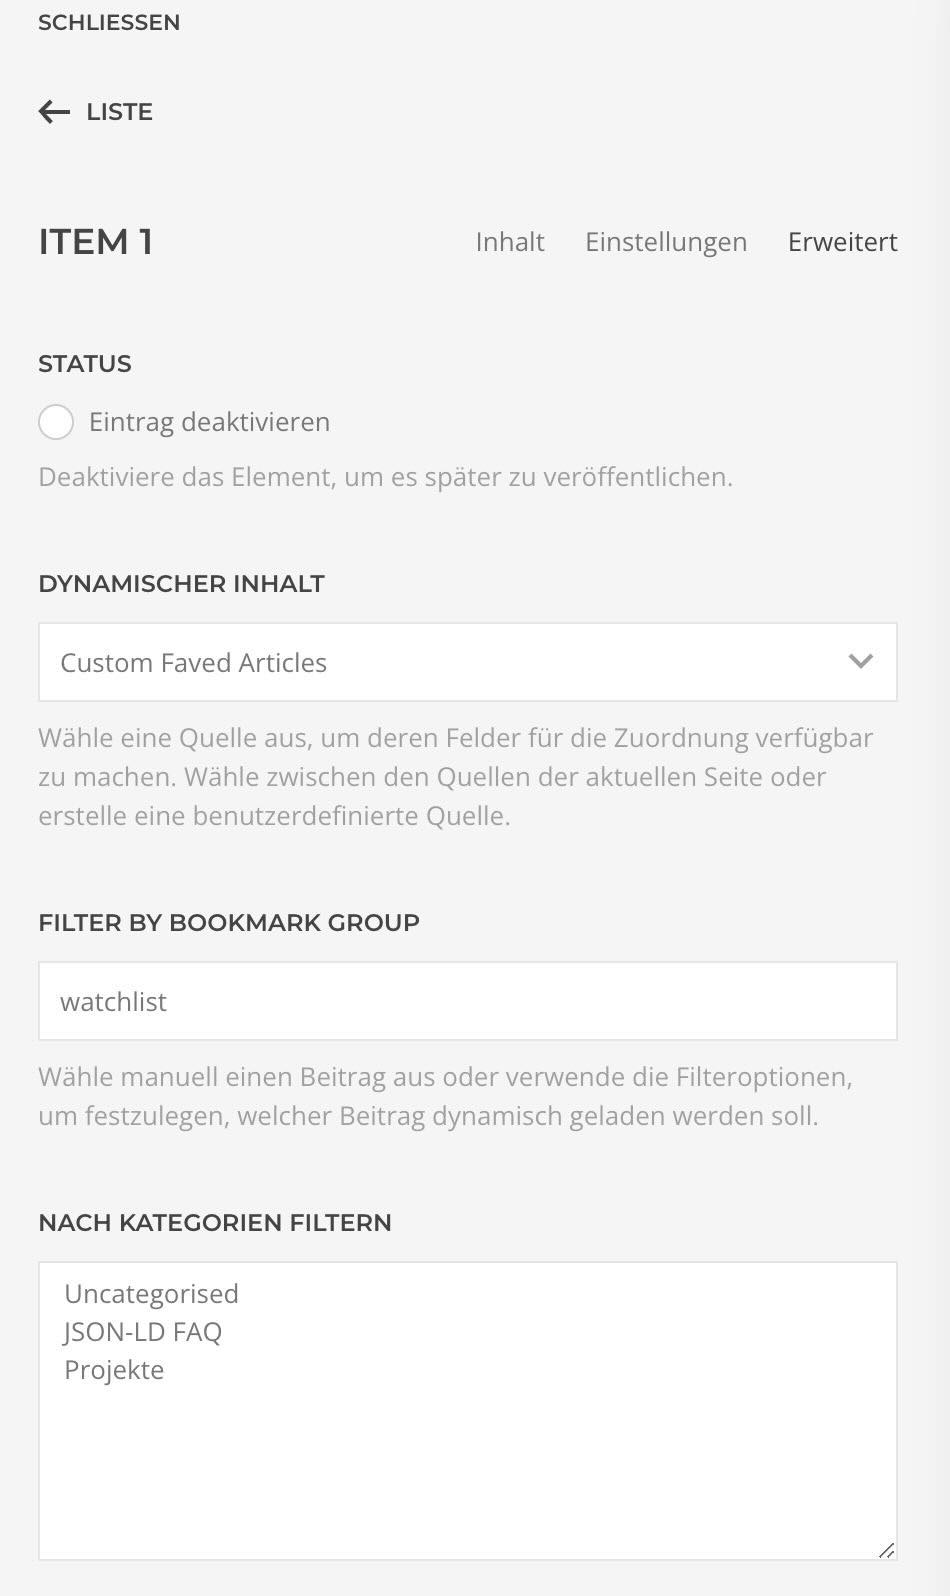 SCHLIESSEN
LISTE
ITEM 1 Inhalt Einstellungen Erweitert
STATUS
Eintrag deaktivieren
Deaktiviere das Element, um es später zu veröffentlichen.
DYNAMISCHER INHALT
Custom Faved Articles
Wähle eine Quelle aus, um deren Felder für die Zuordnung verfügbar
zu machen. Wähle zwischen den Quellen der aktuellen Seite oder
erstelle eine benutzerdefinierte Quelle.
FILTER BY BOOKMARK GROUP
watchlist
Wähle manuell einen Beitrag aus oder verwende die Filteroptionen,
um festzulegen, welcher Beitrag dynamisch geladen werden soll.
NACH KATEGORIEN FILTERN
Uncategorised
JSON-LD FAQ
Projekte